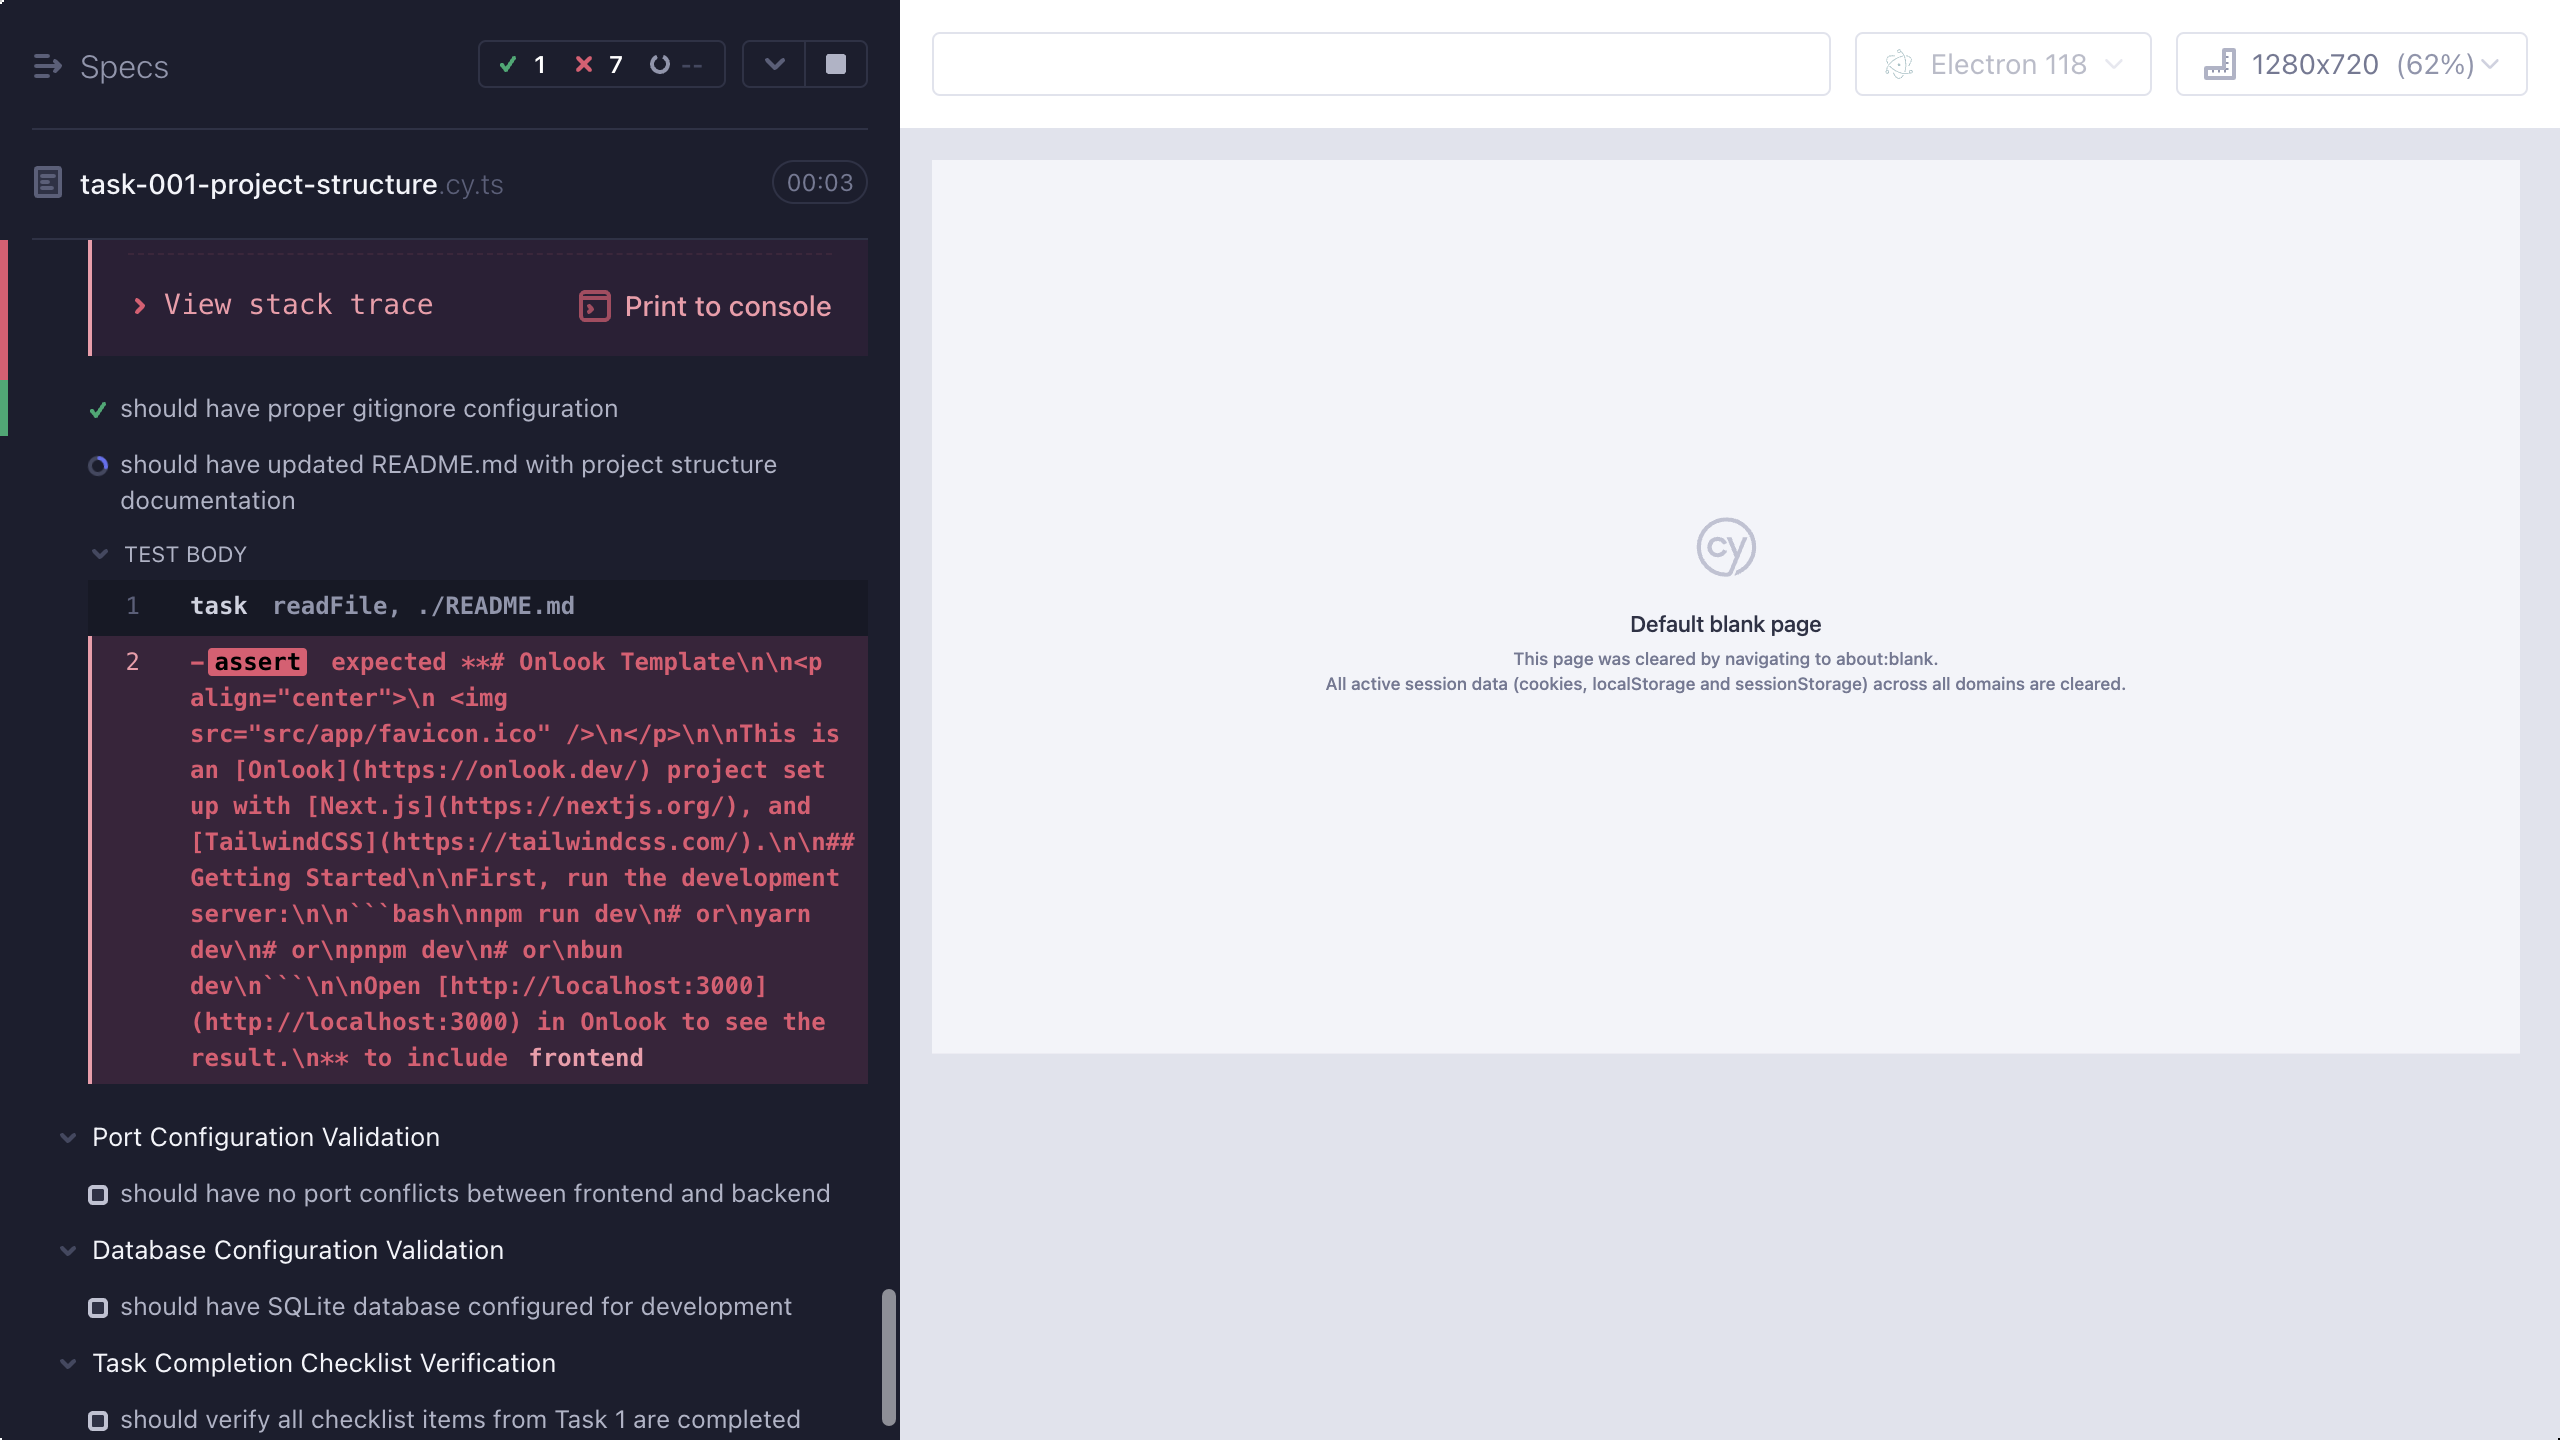 Specs
1 7 --
task-001-project-structure.cy.ts
00:03
View stack trace
Print to console
should have proper gitignore configuration
should have updated README.md with project structure
documentation
TEST BODY
1 task readFile, ./README.md
2 -assert expected **# Onlook Template\n\n<p
align="center">\n <img
src="src/app/favicon.ico" />\n</p>\n\nThis is
an [Onlook](https://onlook.dev/) project set
up with [Next.js](https://nextjs.org/), and
[TailwindCSS](https://tailwindcss.com/).\n\n##
Getting Started\n\nFirst, run the development
server:\n\n```bash\nnpm run dev\n# or\nyarn
dev\n# or\npnpm dev\n# or\nbun
dev\n```\n\nOpen [http://localhost:3000]
(http://localhost:3000) in Onlook to see the
result.\n** to include frontend
Port Configuration Validation
should have no port conflicts between frontend and backend
Database Configuration Validation
should have SQLite database configured for development
Task Completion Checklist Verification
should verify all checklist items from Task 1 are completed
Electron 118
1280x720 (62%)
cy
Default blank page
This page was cleared by navigating to about:blank.
All active session data (cookies, localStorage and sessionStorage) across all domains are cleared.